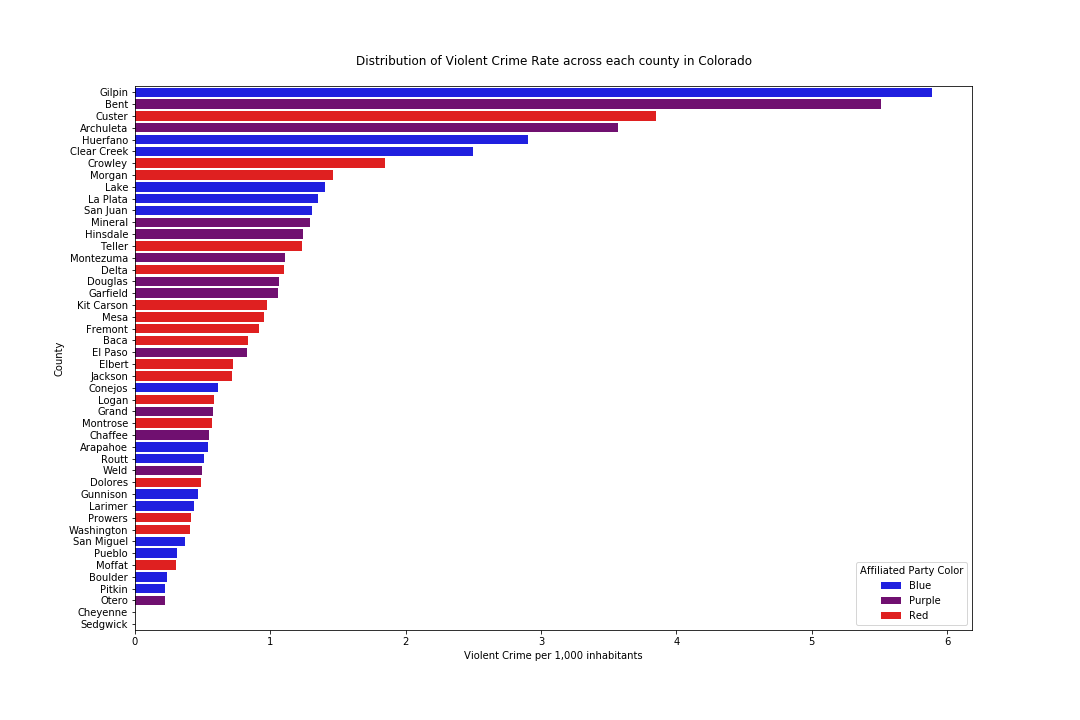 Distribution of Violent Crime Rate across each county in Colorado
Gilpin
Bent
Custer
Archuleta
Huerfano
Clear Creek
Crowley
Morgan
Lake
La Plata
San Juan
Mineral
Hinsdale
Teller
Montezuma
Delta
Douglas
Garfield
Kit Carson
Mesa
Fremont
Baca
El Paso
Elbert
Jackson
Conejos
Logan
Grand
Montrose
Chaffee
Arapahoe
Routt
Weld
Dolores
Gunnison
Larimer
Prowers
Washington
San Miguel
Pueblo
Moffat
Boulder
Pitkin
Otero
Cheyenne
Sedgwick
County
Affiliated Party Color
Blue
Purple
Red
0 1 2 3 4 5 6
Violent Crime per 1,000 inhabitants